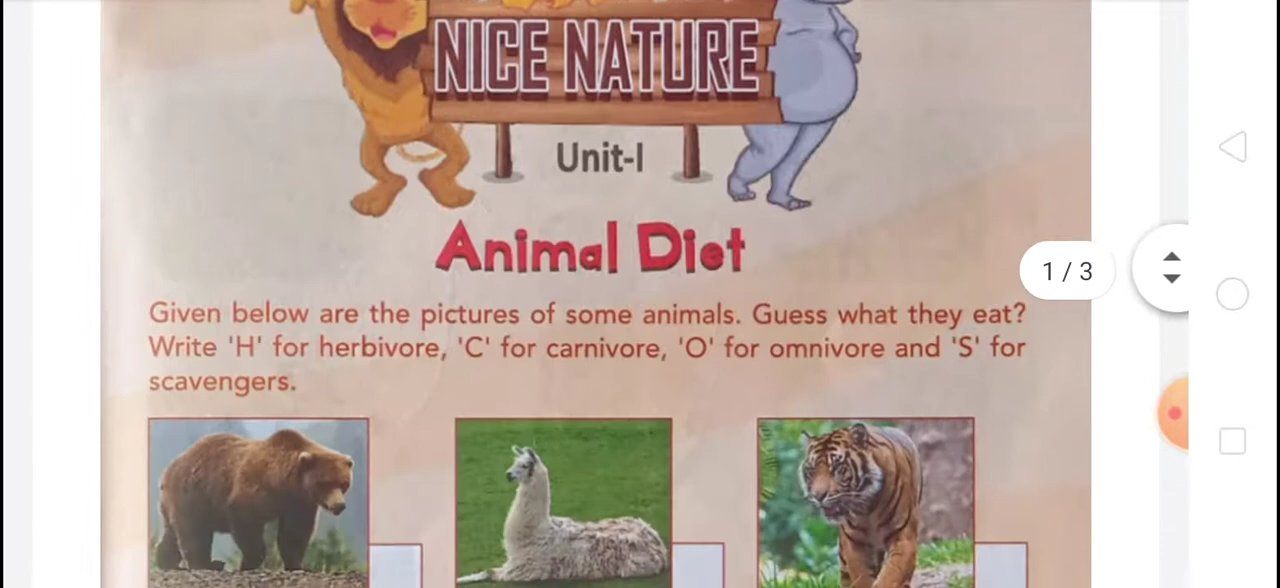 NICE NATURE
Unit-I
Animal Diet
1 / 3
Given below are the pictures of some animals. Guess what they eat?
Write 'H' for herbivore, 'C' for carnivore, 'O' for omnivore and 'S' for
scavengers.